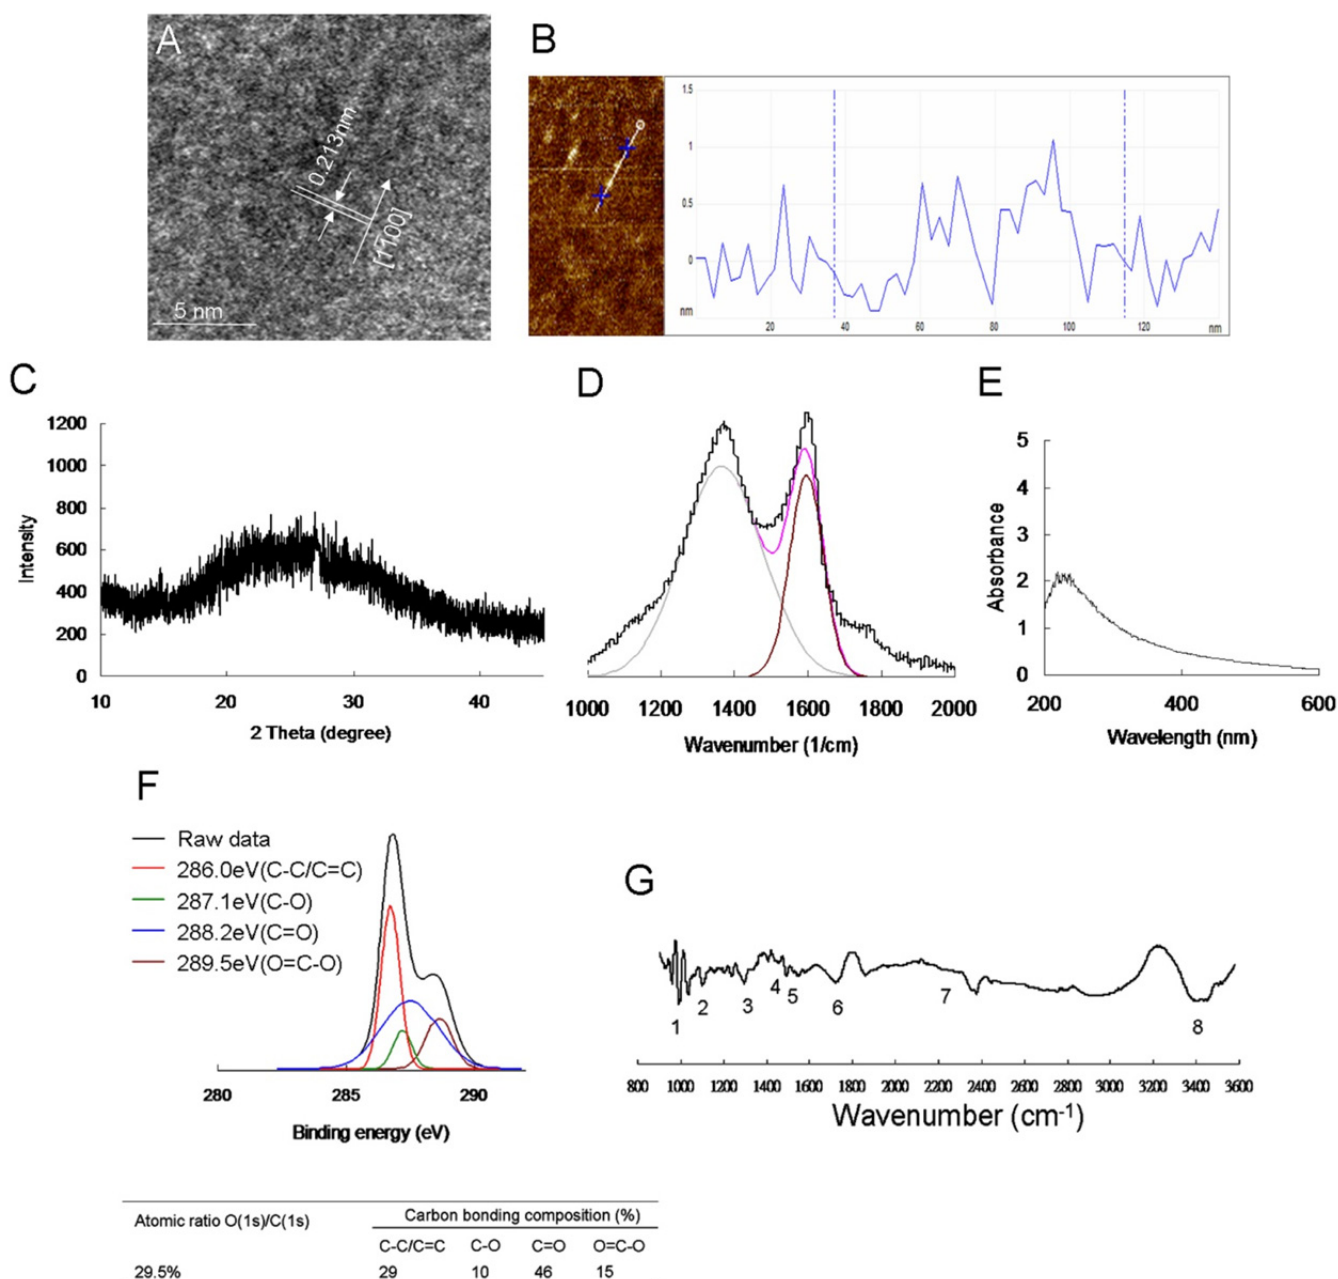 A
0.213nm
[1100]
5 nm
B
1.5
1
0.5
0
nm
20
40
60
80
100
120
nm
C
1200
1000
800
600
400
200
0
Intensity
10
20
30
40
2 Theta (degree)
D
1000
1200
1400
1600
1800
2000
Wavenumber (1/cm)
E
5
4
3
2
1
0
Absorbance
200
400
600
Wavelength (nm)
F
Raw data
286.0eV(C-C/C=C)
287.1eV(C-O)
288.2eV(C=O)
289.5eV(O=C-O)
280
285
290
Binding energy (eV)
G
1
2
3
4
5
6
7
8
800 1000 1200 1400 1600 1800 2000 2200 2400 2600 2800 3000 3200 3400 3600
Wavenumber (cm-1)
Atomic ratio O(1s)/C(1s)
Carbon bonding composition (%)
C-C/C=C C-O C=O O=C-O
29.5% 29 10 46 15